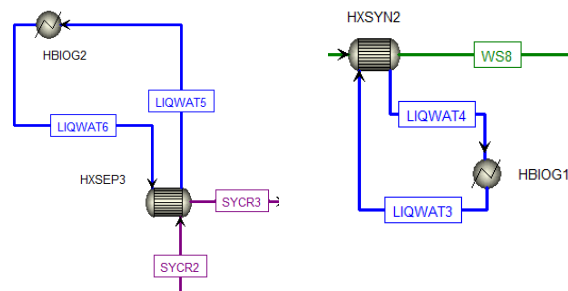 HXSYN2
HBIOG2
WS8
LIQWAT5
LIQWAT4
LIQWAT6
HXSEP3
HBIOG1
SYCR3
LIQWAT3
SYCR2